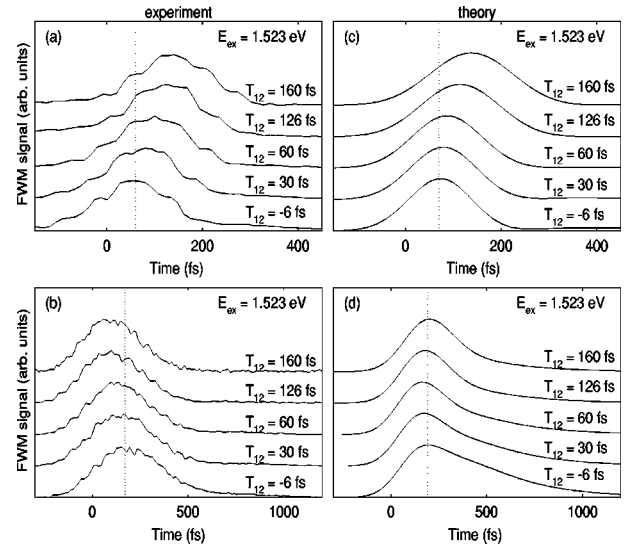 experiment
theory
FWM signal (arb. units)
(a)
E_ex = 1.523 eV
T_12 = 160 fs
T_12 = 126 fs
T_12 = 60 fs
T_12 = 30 fs
T_12 = -6 fs
0 200 400
Time (fs)
(c)
E_ex = 1.523 eV
T_12 = 160 fs
T_12 = 126 fs
T_12 = 60 fs
T_12 = 30 fs
T_12 = -6 fs
0 200 400
Time (fs)
FWM signal (arb. units)
(b)
E_ex = 1.523 eV
T_12 = 160 fs
T_12 = 126 fs
T_12 = 60 fs
T_12 = 30 fs
T_12 = -6 fs
0 500 1000
Time (fs)
(d)
E_ex = 1.523 eV
T_12 = 160 fs
T_12 = 126 fs
T_12 = 60 fs
T_12 = 30 fs
T_12 = -6 fs
0 500 1000
Time (fs)